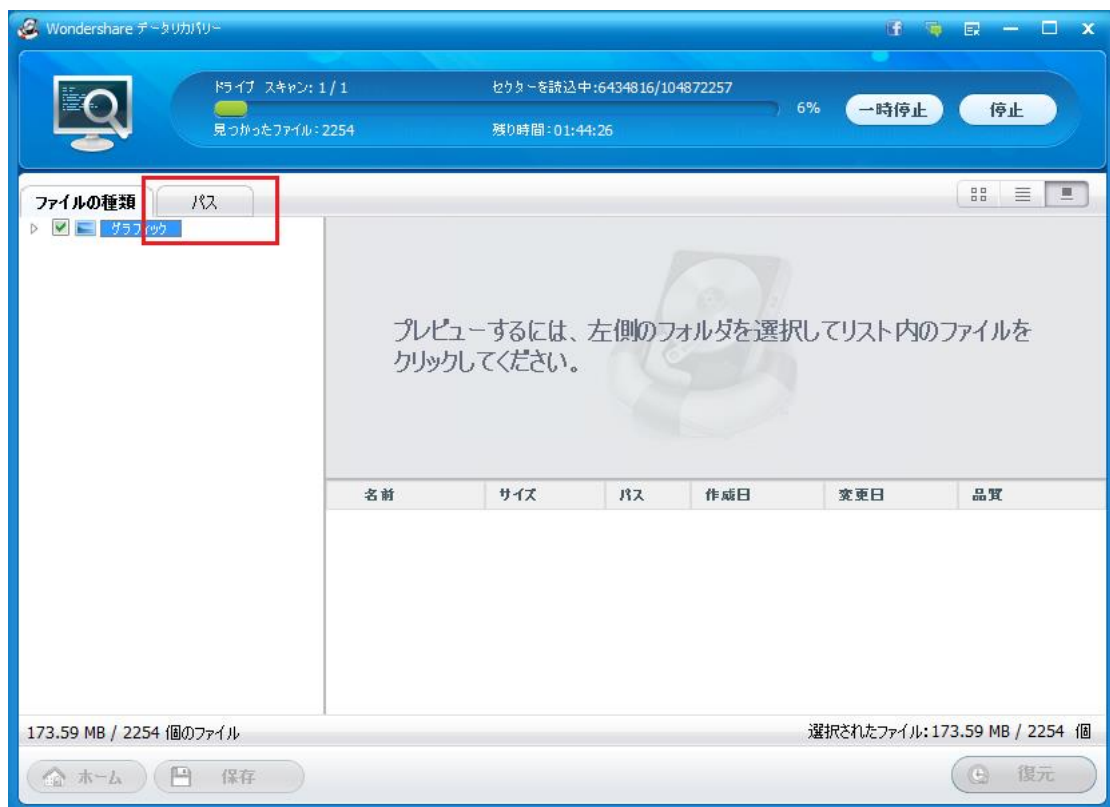 Wondershare データリカバリー
ドライブ スキャン: 1 / 1
セクターを読込中:6434816/104872257
6%
一時停止
停止
見つかったファイル : 2254
残り時間 : 01:44:26
ファイルの種類
パス
グラフィック
プレビューするには、左側のフォルダを選択してリスト内のファイルを
クリックしてください。
名前 サイズ パス 作成日 変更日 品質
173.59 MB / 2254 個のファイル
選択されたファイル: 173.59 MB / 2254 個
ホーム
保存
復元